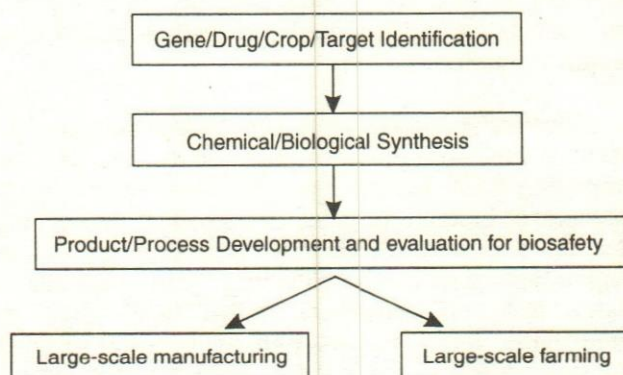 Gene/Drug/Crop/Target Identification
Chemical/Biological Synthesis
Product/Process Development and evaluation for biosafety
Large-scale manufacturing
Large-scale farming